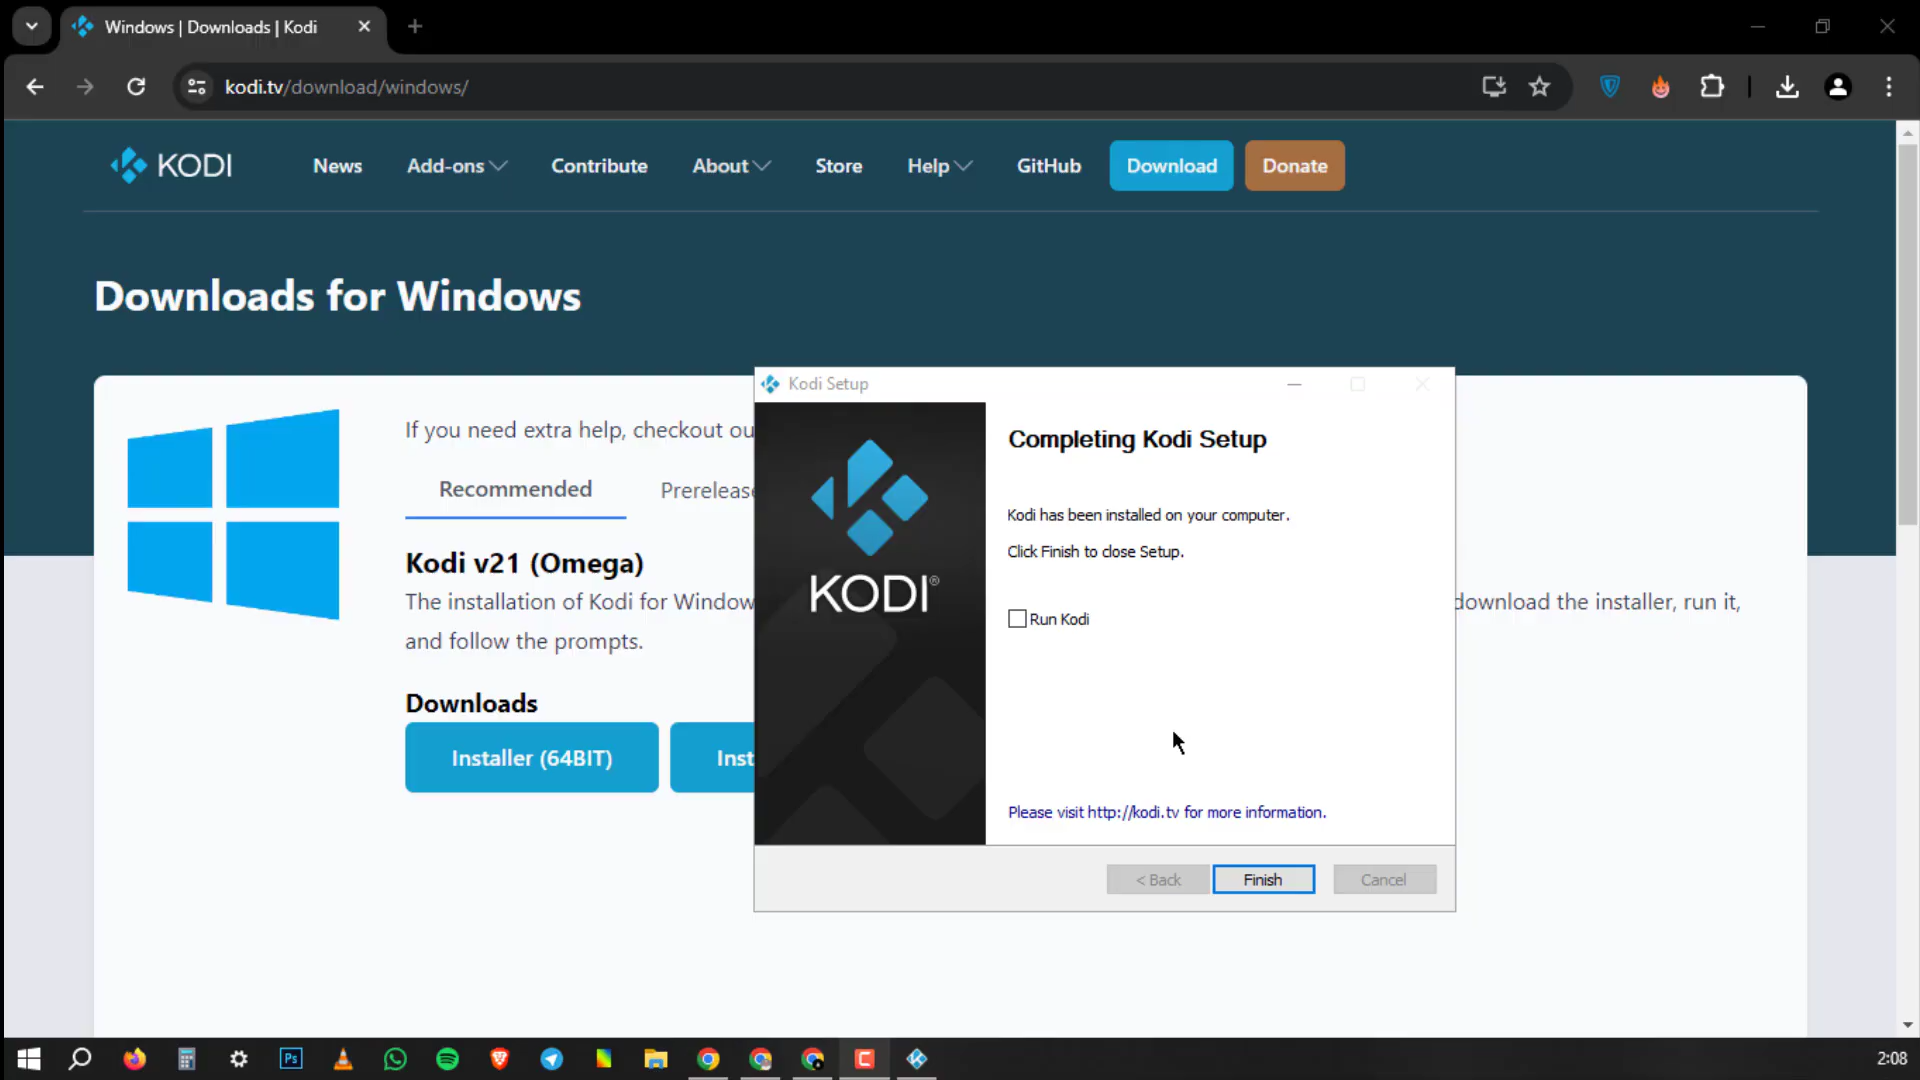 Windows | Downloads | Kodi
kodi.tv/download/windows/
KODI News Add-ons Contribute About Store Help GitHub Download Donate
Downloads for Windows
Kodi Setup
If you need extra help, checkout ou
Completing Kodi Setup
Recommended Prerelease
Kodi has been installed on your computer.
Click Finish to close Setup.
Kodi v21 (Omega)
KODI®
The installation of Kodi for Window download the installer, run it,
Run Kodi
and follow the prompts.
Downloads
Installer (64BIT) Inst
Please visit http://kodi.tv for more information.
< Back Finish Cancel
Ps
2:08